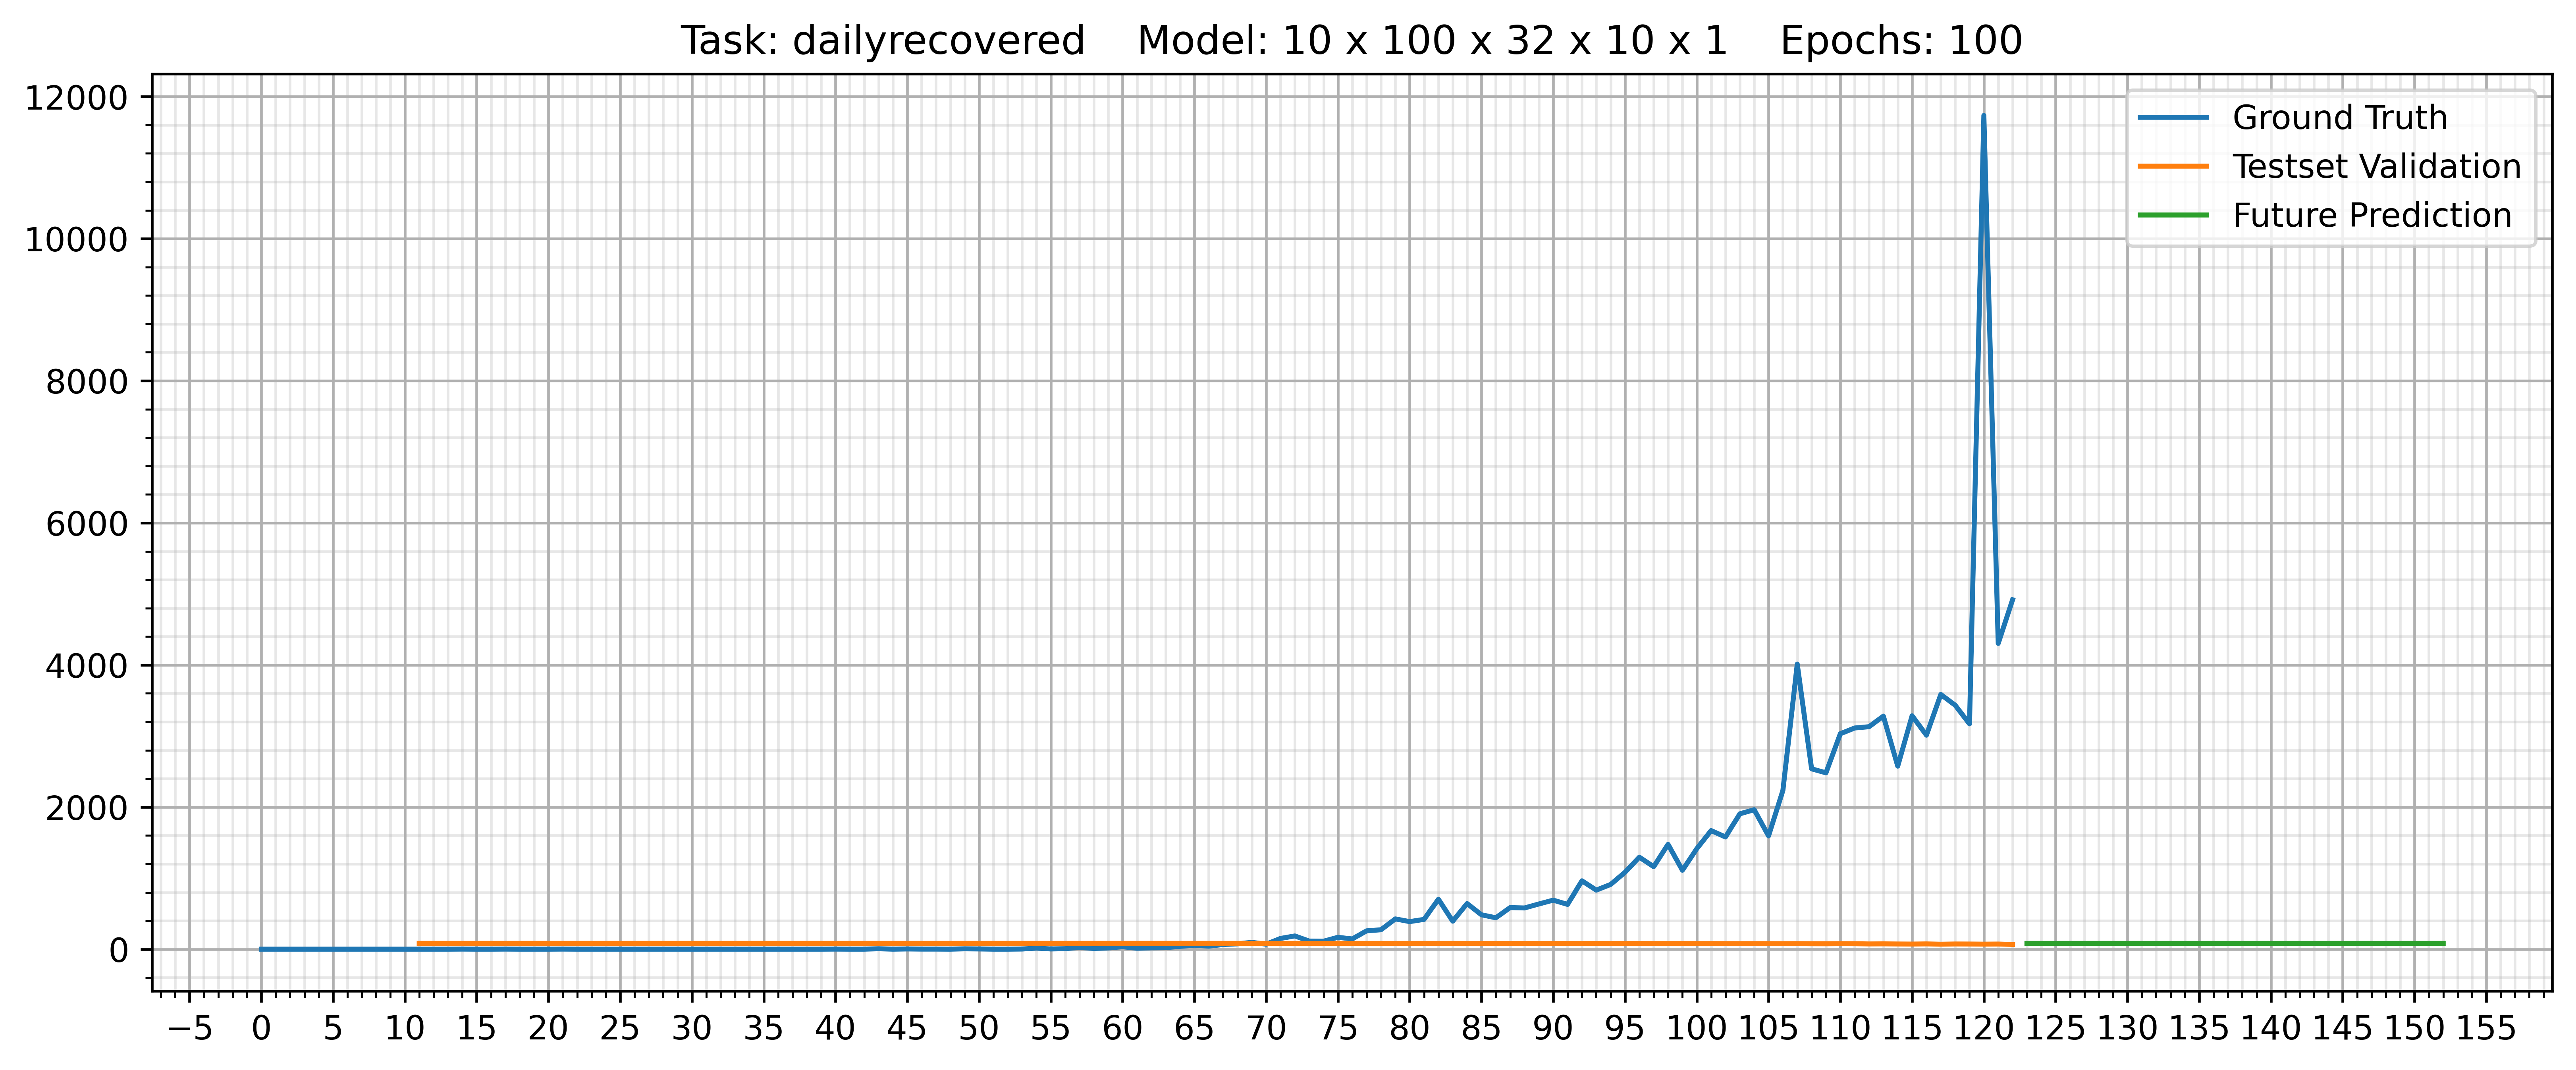 Task: dailyrecovered    Model: 10 x 100 x 32 x 10 x 1    Epochs: 100
12000
10000
8000
6000
4000
2000
0
Ground Truth
Testset Validation
Future Prediction
−5 0 5 10 15 20 25 30 35 40 45 50 55 60 65 70 75 80 85 90 95 100 105 110 115 120 125 130 135 140 145 150 155